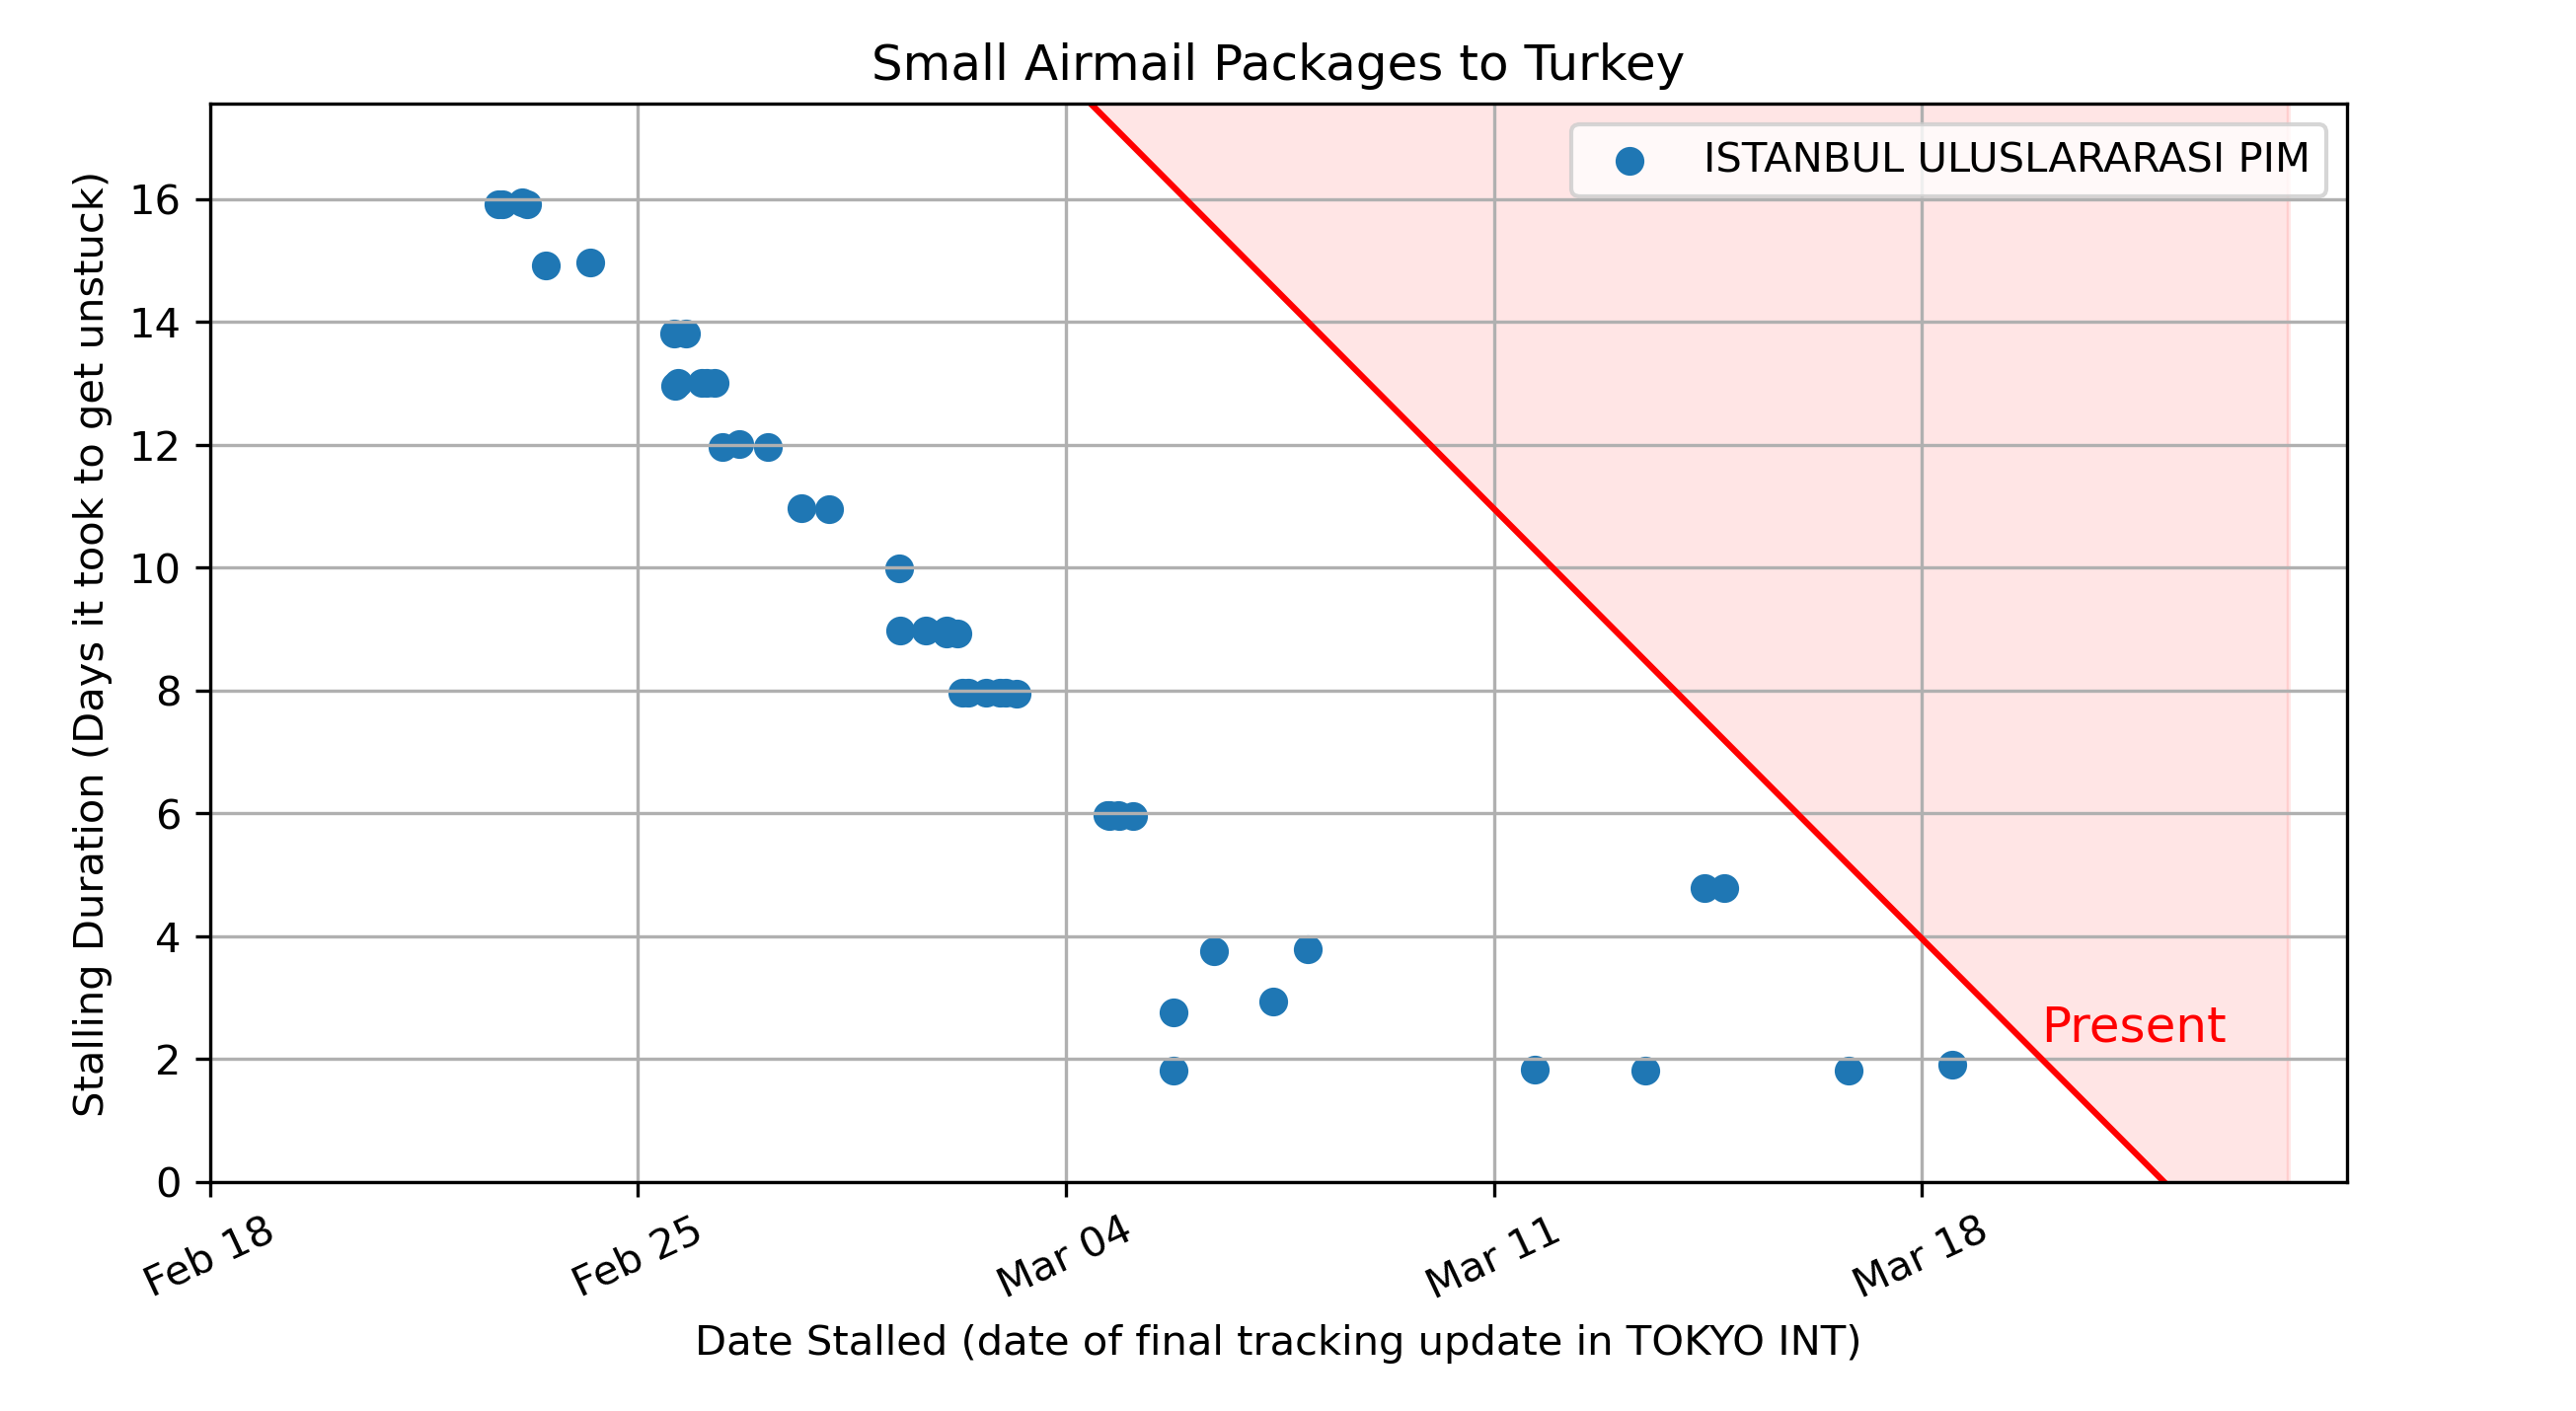 Small Airmail Packages to Turkey
ISTANBUL ULUSLARARASI PIM
Stalling Duration (Days it took to get unstuck)
16
14
12
10
8
6
4
2
0
Present
Feb 18
Feb 25
Mar 04
Mar 11
Mar 18
Date Stalled (date of final tracking update in TOKYO INT)